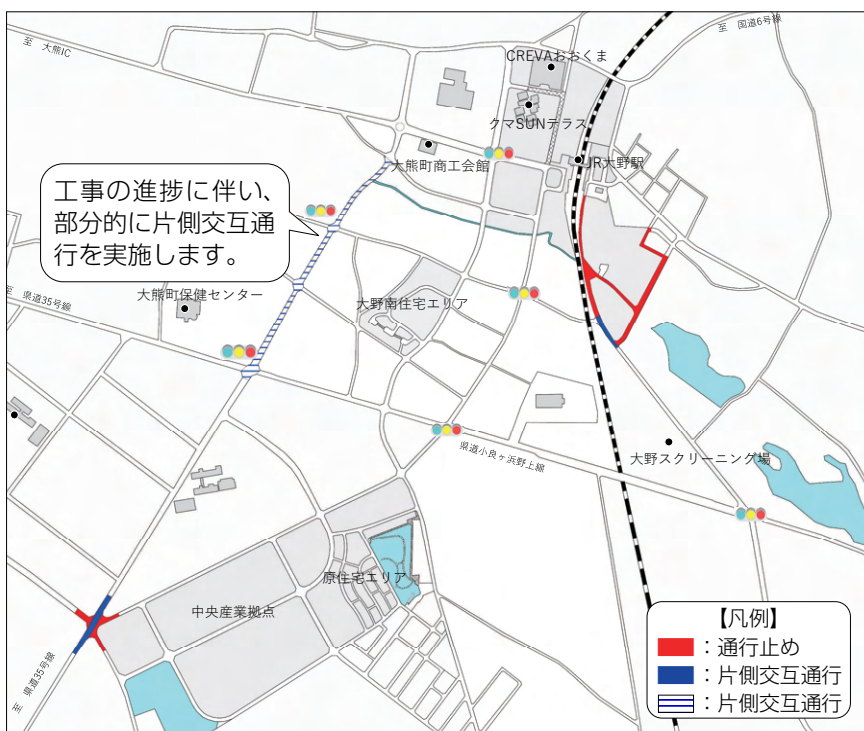 至 国道6号線
至 大熊IC
CREVAおおくま
クマSUNテラス
JR大野駅
大熊町商工会館
工事の進捗に伴い、
部分的に片側交互通
行を実施します。
大熊町保健センター
至 県道35号線
大野南住宅エリア
県道小良ヶ浜野上線
大野スクリーニング場
原住宅エリア
中央産業拠点
至 県道35号線
【凡例】
：通行止め
：片側交互通行
：片側交互通行